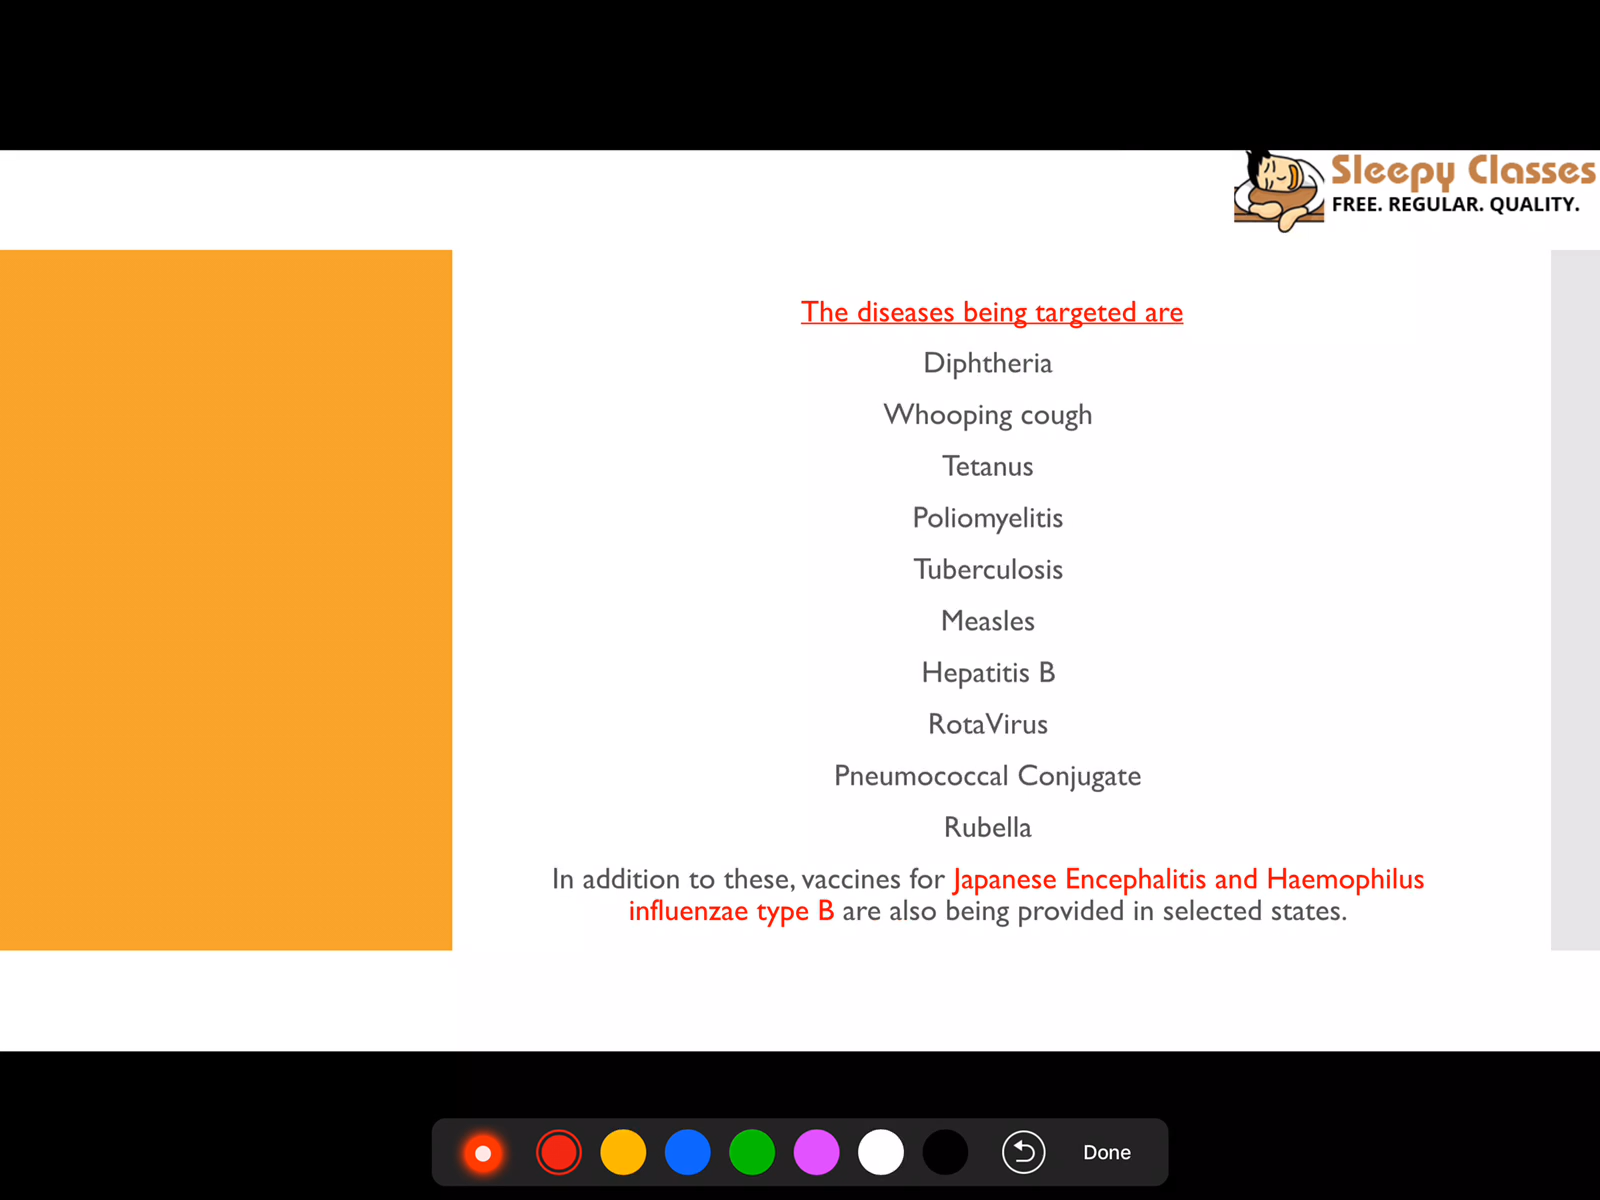 Sleepy Classes
FREE. REGULAR. QUALITY.
The diseases being targeted are
Diphtheria
Whooping cough
Tetanus
Poliomyelitis
Tuberculosis
Measles
Hepatitis B
RotaVirus
Pneumococcal Conjugate
Rubella
In addition to these, vaccines for Japanese Encephalitis and Haemophilus
influenzae type B are also being provided in selected states.
Done